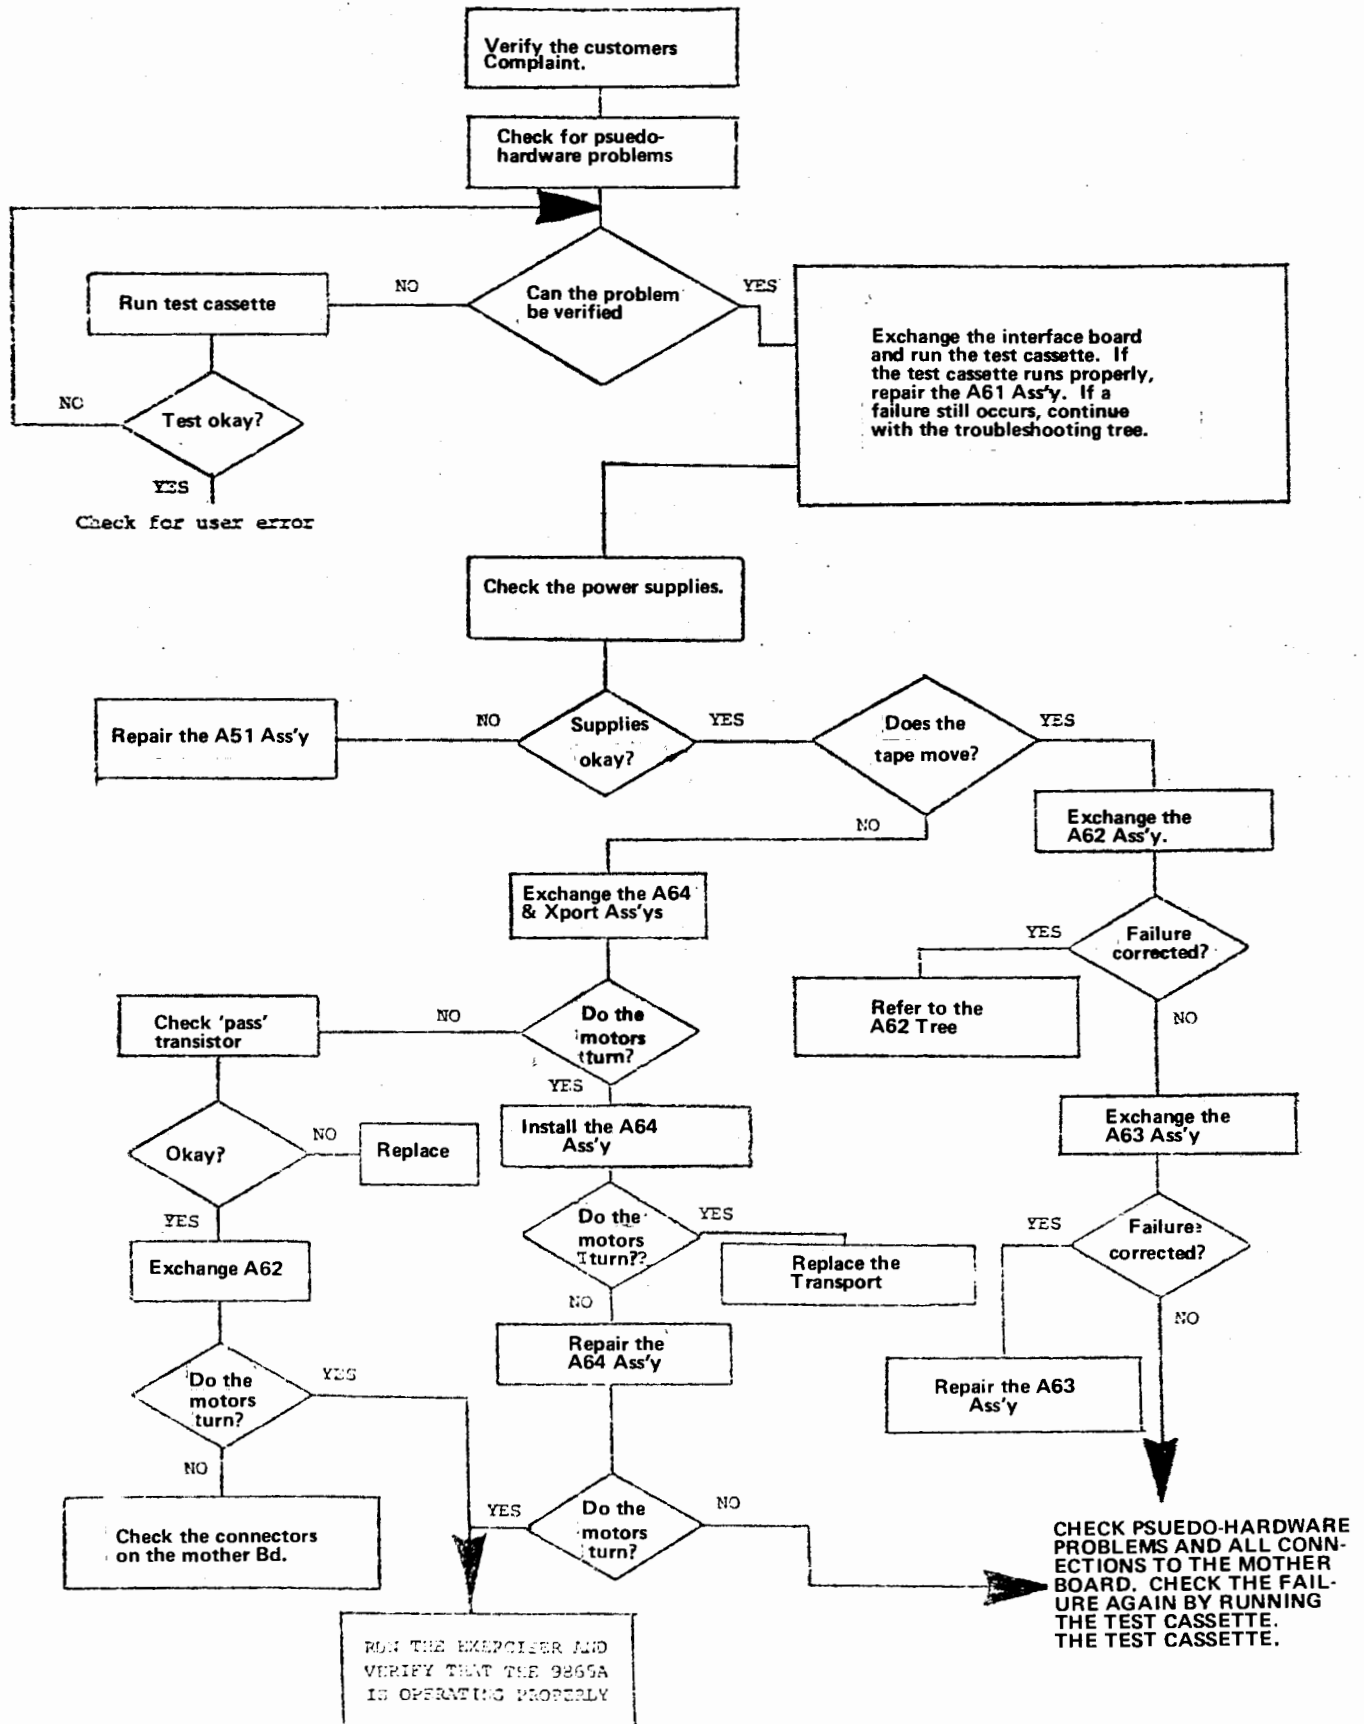 Verify the customers
Complaint.
Check for psuedo-
hardware problems
NO
Can the problem
be verified
YES
Run test cassette
Exchange the interface board
and run the test cassette. If
the test cassette runs properly,
repair the A61 Ass'y. If a
failure still occurs, continue
with the troubleshooting tree.
NO
Test okay?
YES
Check for user error
Check the power supplies.
Repair the A51 Ass'y
NO
Supplies
okay?
YES
Does the
tape move?
YES
NO
Exchange the
A62 Ass'y.
Exchange the A64
& Xport Ass'ys
YES
Failure
corrected?
NO
Refer to the
A62 Tree
Check 'pass'
transistor
NO
Do the
motors
turn?
YES
Exchange the
A63 Ass'y
Install the A64
Ass'y
Okay?
NO
Replace
YES
Do the
motors
turn??
YES
Replace the
Transport
NO
YES
Failure
corrected?
NO
Exchange A62
Repair the
A64 Ass'y
Do the
motors
turn?
YES
NO
Repair the A63
Ass'y
Check the connectors
on the mother Bd.
YES
Do the
motors
turn?
NO
CHECK PSUEDO-HARDWARE
PROBLEMS AND ALL CONN-
ECTIONS TO THE MOTHER
BOARD. CHECK THE FAIL-
URE AGAIN BY RUNNING
THE TEST CASSETTE.
THE TEST CASSETTE.
RUN THE EXERCISER AND
VERIFY THAT THE 9865A
IS OPERATING PROPERLY